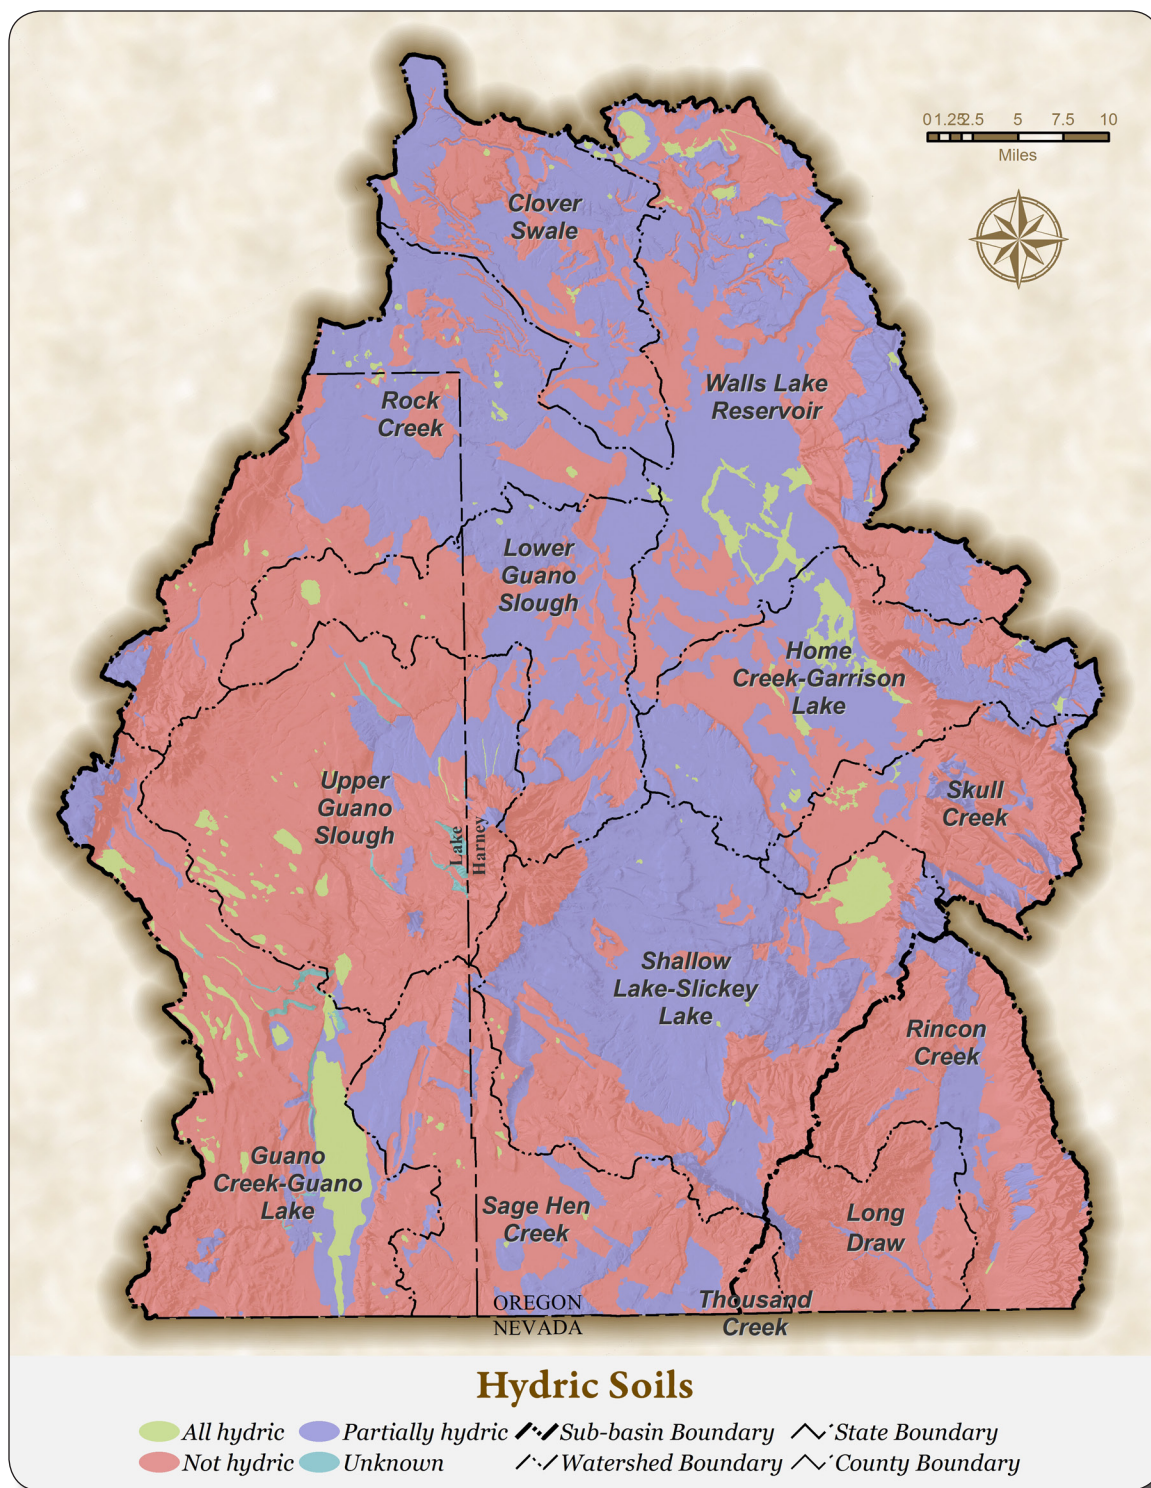 0 1.25 2.5 5 7.5 10
Miles
Clover
Swale
Walls Lake
Reservoir
Rock
Creek
Lower
Guano
Slough
Home
Creek-Garrison
Lake
Upper
Guano
Slough
Skull
Creek
Lake
Harney
Shallow
Lake-Slickey
Lake
Rincon
Creek
Guano
Creek-Guano
Lake
Sage Hen
Creek
Long
Draw
Thousand
Creek
OREGON
NEVADA
Hydric Soils
All hydric Partially hydric Sub-basin Boundary State Boundary
Not hydric Unknown Watershed Boundary County Boundary